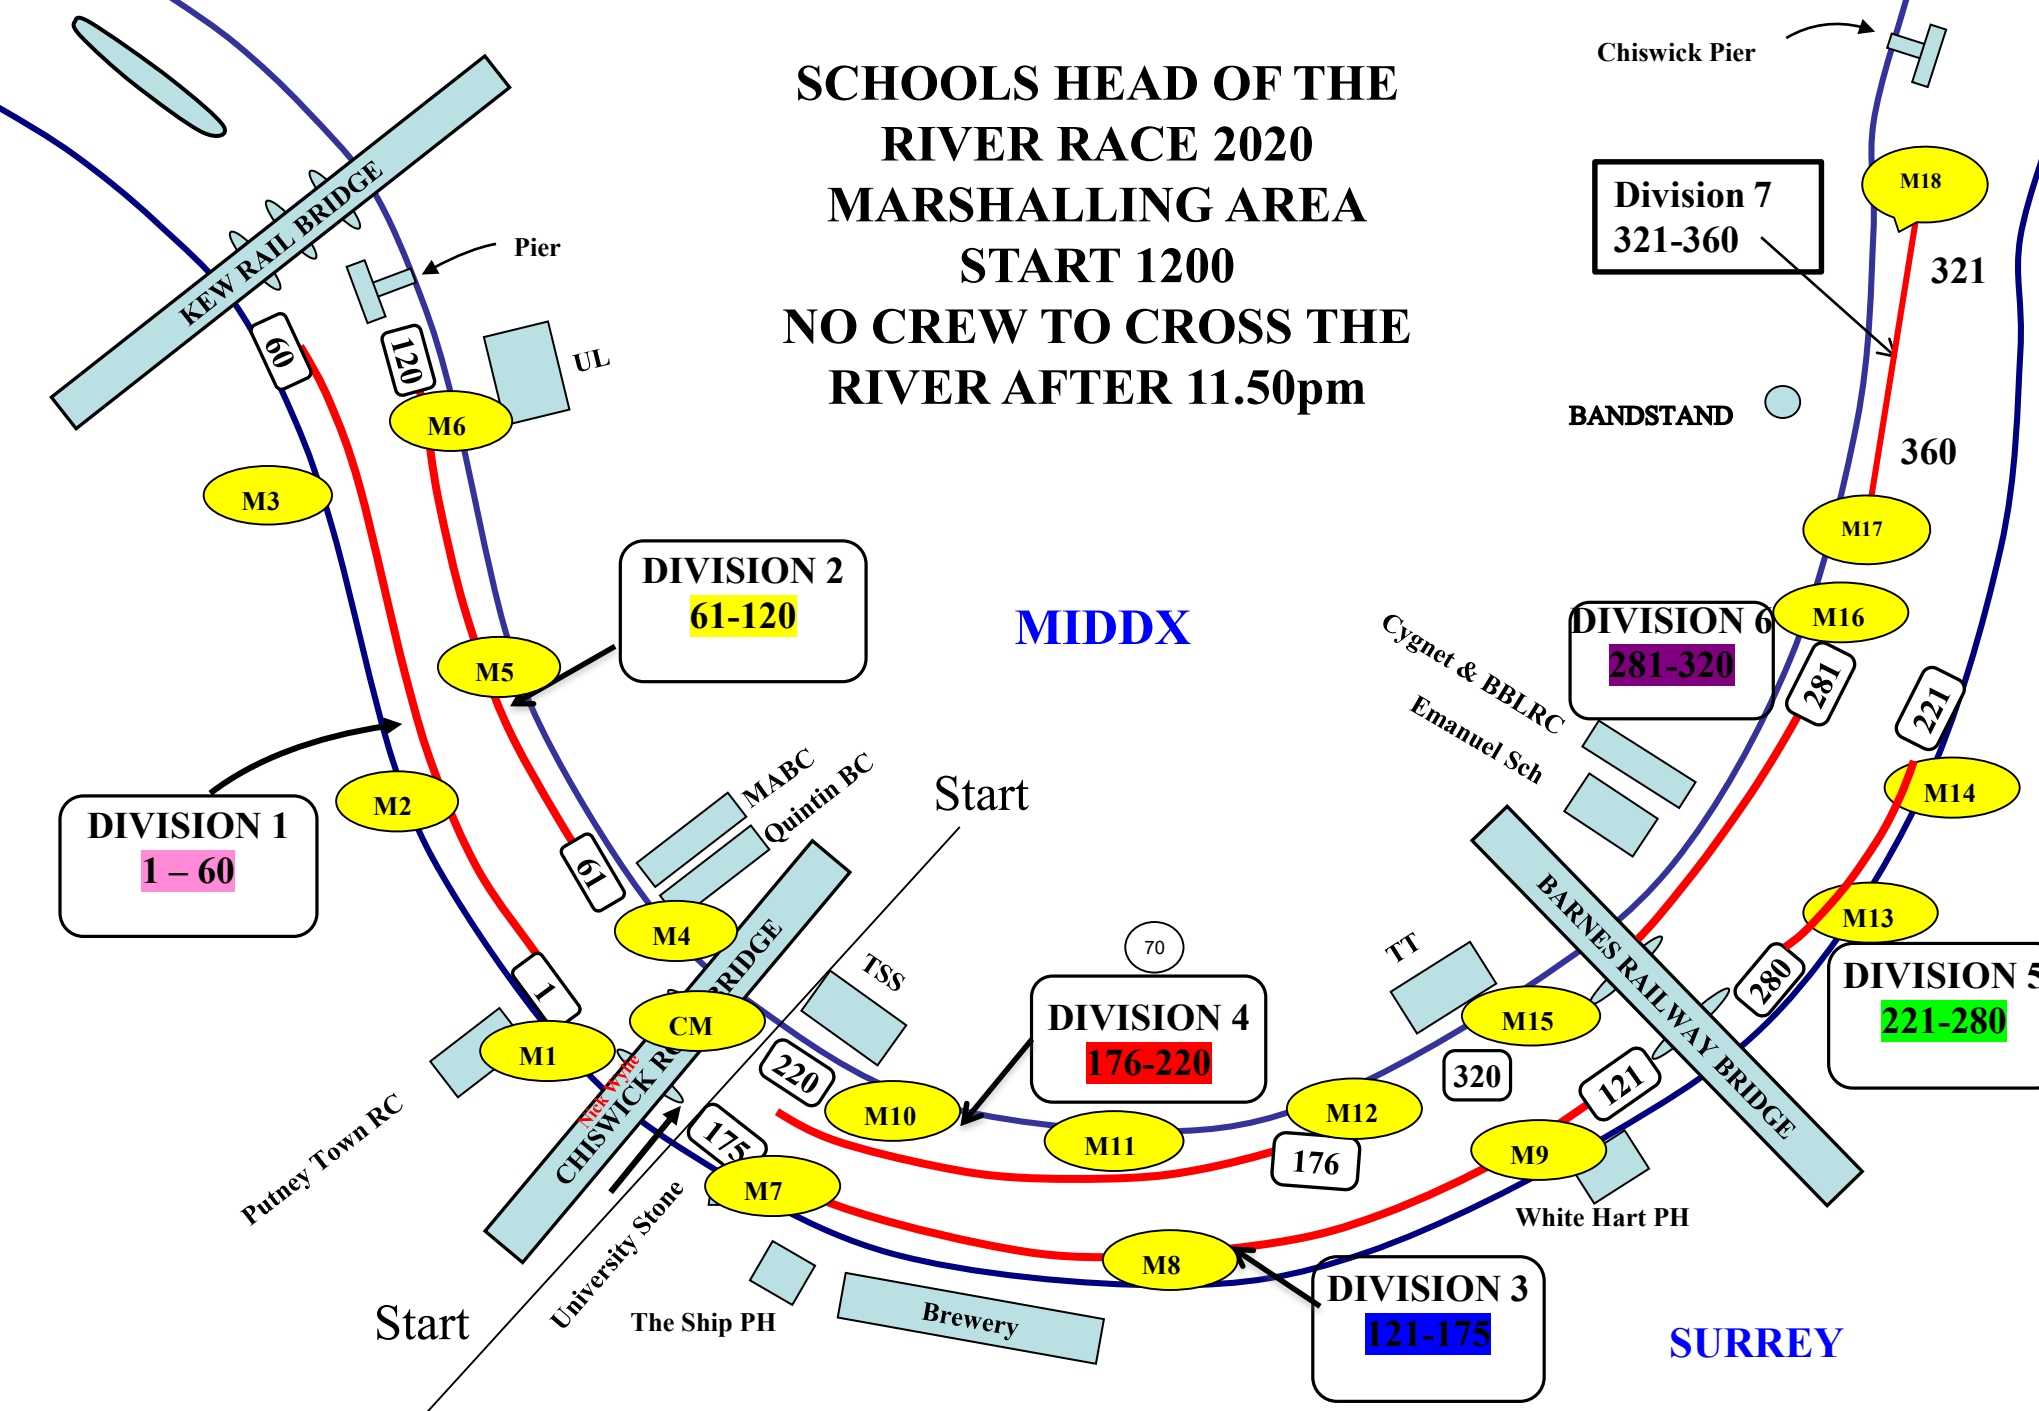 SCHOOLS HEAD OF THE
RIVER RACE 2020
MARSHALLING AREA
START 1200
NO CREW TO CROSS THE
RIVER AFTER 11.50pm
Chiswick Pier
M18
Division 7
321-360
321
BANDSTAND
360
M17
KEW RAIL BRIDGE
Pier
60
120
UL
M6
M3
DIVISION 2
61-120
MIDDX
M5
Cygnet & BBLRC
Emanuel Sch
DIVISION 6
281-320
M16
281
221
M2
DIVISION 1
1 – 60
MABC
Quintin BC
Start
61
M4
M14
M13
BARNES RAILWAY BRIDGE
280
DIVISION 5
221-280
1
M1
CM
Nick Wylie
CHISWICK RO
BRIDGE
TSS
70
DIVISION 4
176-220
TT
M15
320
121
220
M10
M11
M12
176
M9
White Hart PH
Putney Town RC
175
M7
University Stone
M8
DIVISION 3
121-175
Start
The Ship PH
Brewery
SURREY